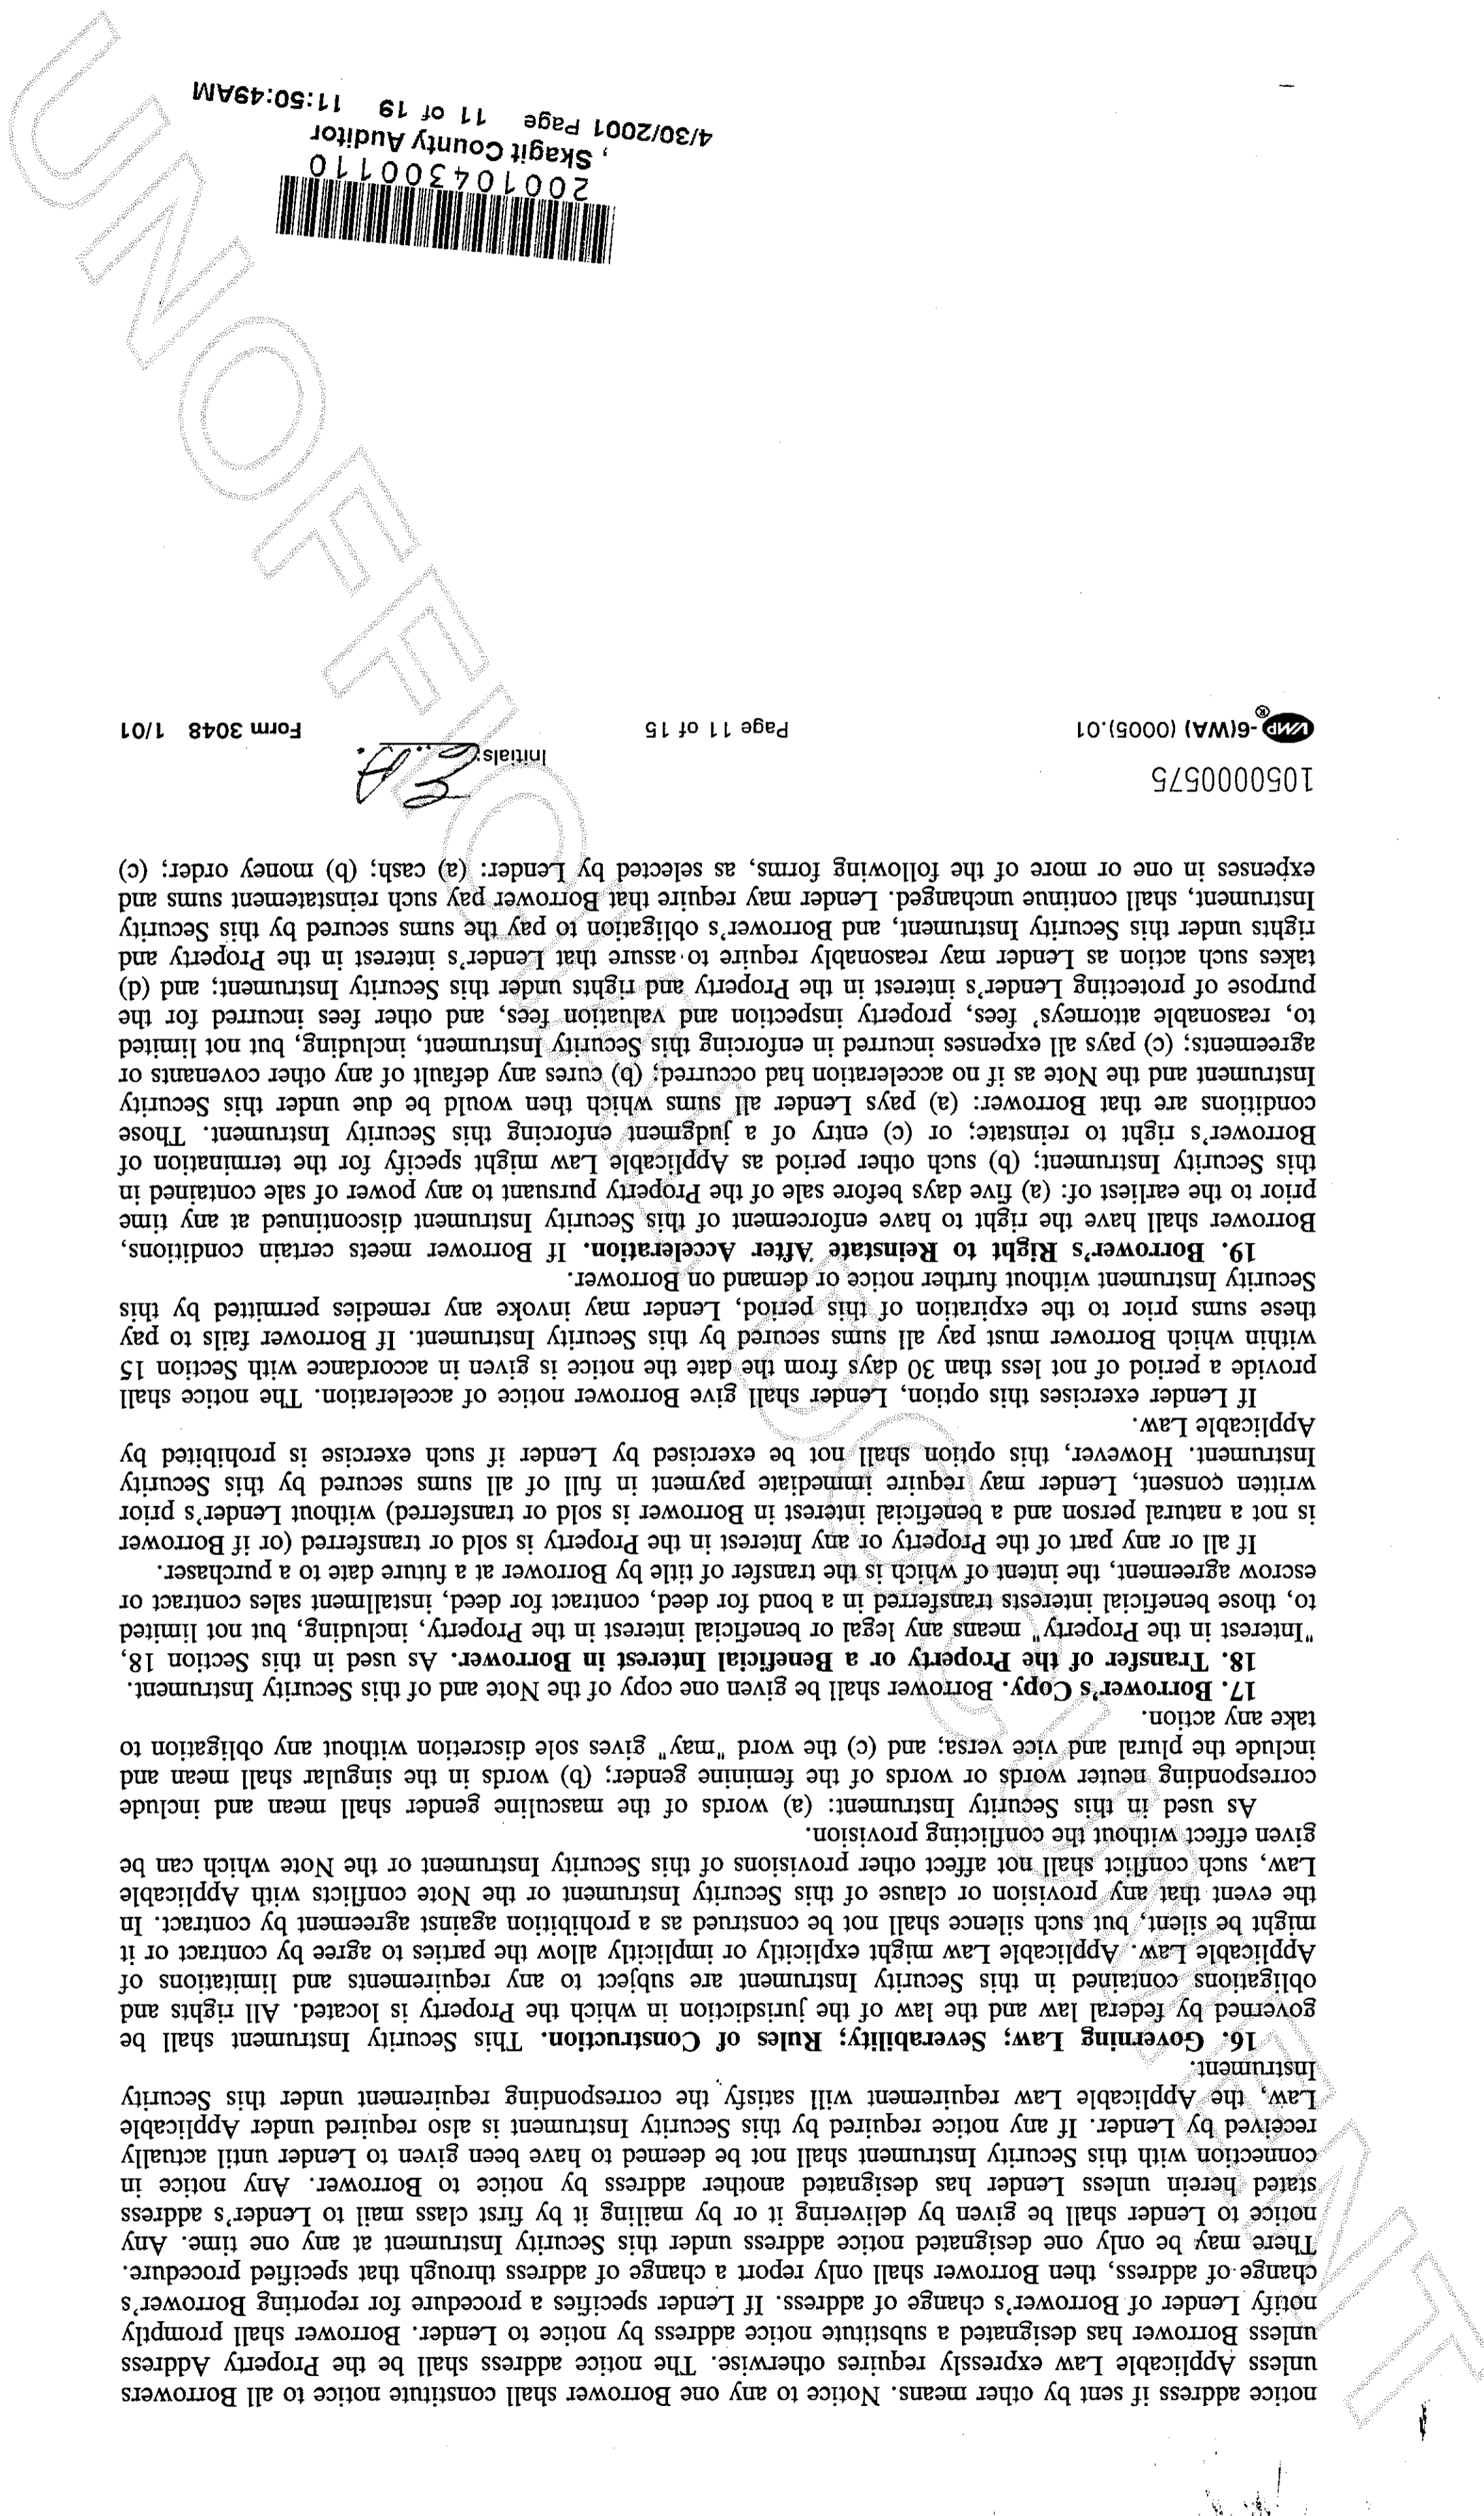 notice address if sent by other means. Notice to any one Borrower shall constitute notice to all Borrowers
unless Applicable Law expressly requires otherwise. The notice address shall be the Property Address
unless Borrower has designated a substitute notice address by notice to Lender. Borrower shall promptly
notify Lender of Borrower's change of address. If Lender specifies a procedure for reporting Borrower's
change of address, then Borrower shall only report a change of address through that specified procedure.
There may be only one designated notice address under this Security Instrument at any one time. Any
notice to Lender shall be given by delivering it or by mailing it by first class mail to Lender's address
stated herein unless Lender has designated another address by notice to Borrower. Any notice in
connection with this Security Instrument shall not be deemed to have been given to Lender until actually
received by Lender. If any notice required by this Security Instrument is also required under Applicable
Law, the Applicable Law requirement will satisfy the corresponding requirement under this Security
Instrument.
16. Governing Law; Severability; Rules of Construction. This Security Instrument shall be
governed by federal law and the law of the jurisdiction in which the Property is located. All rights and
obligations contained in this Security Instrument are subject to any requirements and limitations of
Applicable Law. Applicable Law might explicitly or implicitly allow the parties to agree by contract or it
might be silent, but such silence shall not be construed as a prohibition against agreement by contract. In
the event that any provision or clause of this Security Instrument or the Note conflicts with Applicable
Law, such conflict shall not affect other provisions of this Security Instrument or the Note which can be
given effect without the conflicting provision.
As used in this Security Instrument: (a) words of the masculine gender shall mean and include
corresponding neuter words or words of the feminine gender; (b) words in the singular shall mean and
include the plural and vice versa; and (c) the word "may" gives sole discretion without any obligation to
take any action.
17. Borrower's Copy. Borrower shall be given one copy of the Note and of this Security Instrument.
18. Transfer of the Property or a Beneficial Interest in Borrower. As used in this Section 18,
"Interest in the Property" means any legal or beneficial interest in the Property, including, but not limited
to, those beneficial interests transferred in a bond for deed, contract for deed, installment sales contract or
escrow agreement, the intent of which is the transfer of title by Borrower at a future date to a purchaser.
If all or any part of the Property or any Interest in the Property is sold or transferred (or if Borrower
is not a natural person and a beneficial interest in Borrower is sold or transferred) without Lender's prior
written consent, Lender may require immediate payment in full of all sums secured by this Security
Instrument. However, this option shall not be exercised by Lender if such exercise is prohibited by
Applicable Law.
If Lender exercises this option, Lender shall give Borrower notice of acceleration. The notice shall
provide a period of not less than 30 days from the date the notice is given in accordance with Section 15
within which Borrower must pay all sums secured by this Security Instrument. If Borrower fails to pay
these sums prior to the expiration of this period, Lender may invoke any remedies permitted by this
Security Instrument without further notice or demand on Borrower.
19. Borrower's Right to Reinstate After Acceleration. If Borrower meets certain conditions,
Borrower shall have the right to have enforcement of this Security Instrument discontinued at any time
prior to the earliest of: (a) five days before sale of the Property pursuant to any power of sale contained in
this Security Instrument; (b) such other period as Applicable Law might specify for the termination of
Borrower's right to reinstate; or (c) entry of a judgment enforcing this Security Instrument. Those
conditions are that Borrower: (a) pays Lender all sums which then would be due under this Security
Instrument and the Note as if no acceleration had occurred; (b) cures any default of any other covenants or
agreements; (c) pays all expenses incurred in enforcing this Security Instrument, including, but not limited
to, reasonable attorneys' fees, property inspection and valuation fees, and other fees incurred for the
purpose of protecting Lender's interest in the Property and rights under this Security Instrument; and (d)
takes such action as Lender may reasonably require to assure that Lender's interest in the Property and
rights under this Security Instrument, and Borrower's obligation to pay the sums secured by this Security
Instrument, shall continue unchanged. Lender may require that Borrower pay such reinstatement sums and
expenses in one or more of the following forms, as selected by Lender: (a) cash; (b) money order; (c)
105000575
Initials: E.A.
VMP®-6(WA) (0005).01 Page 11 of 15 Form 3048 1/01
200104300110
, Skagit County Auditor
4/30/2001 Page 11 of 19 11:50:49AM
UNOFFICIAL DOCUMENT